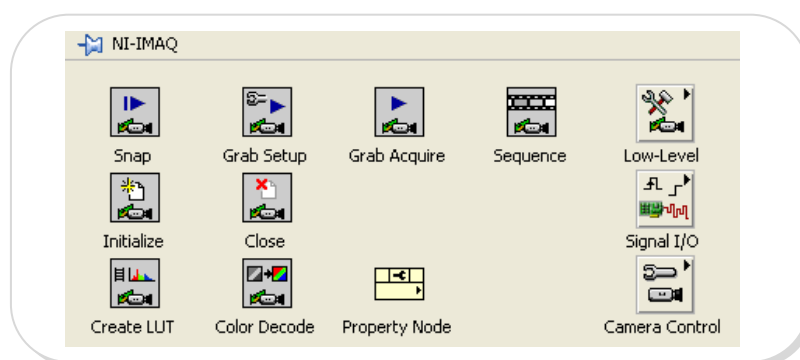 NI-IMAQ
Snap Grab Setup Grab Acquire Sequence Low-Level
Initialize Close Signal I/O
Create LUT Color Decode Property Node Camera Control